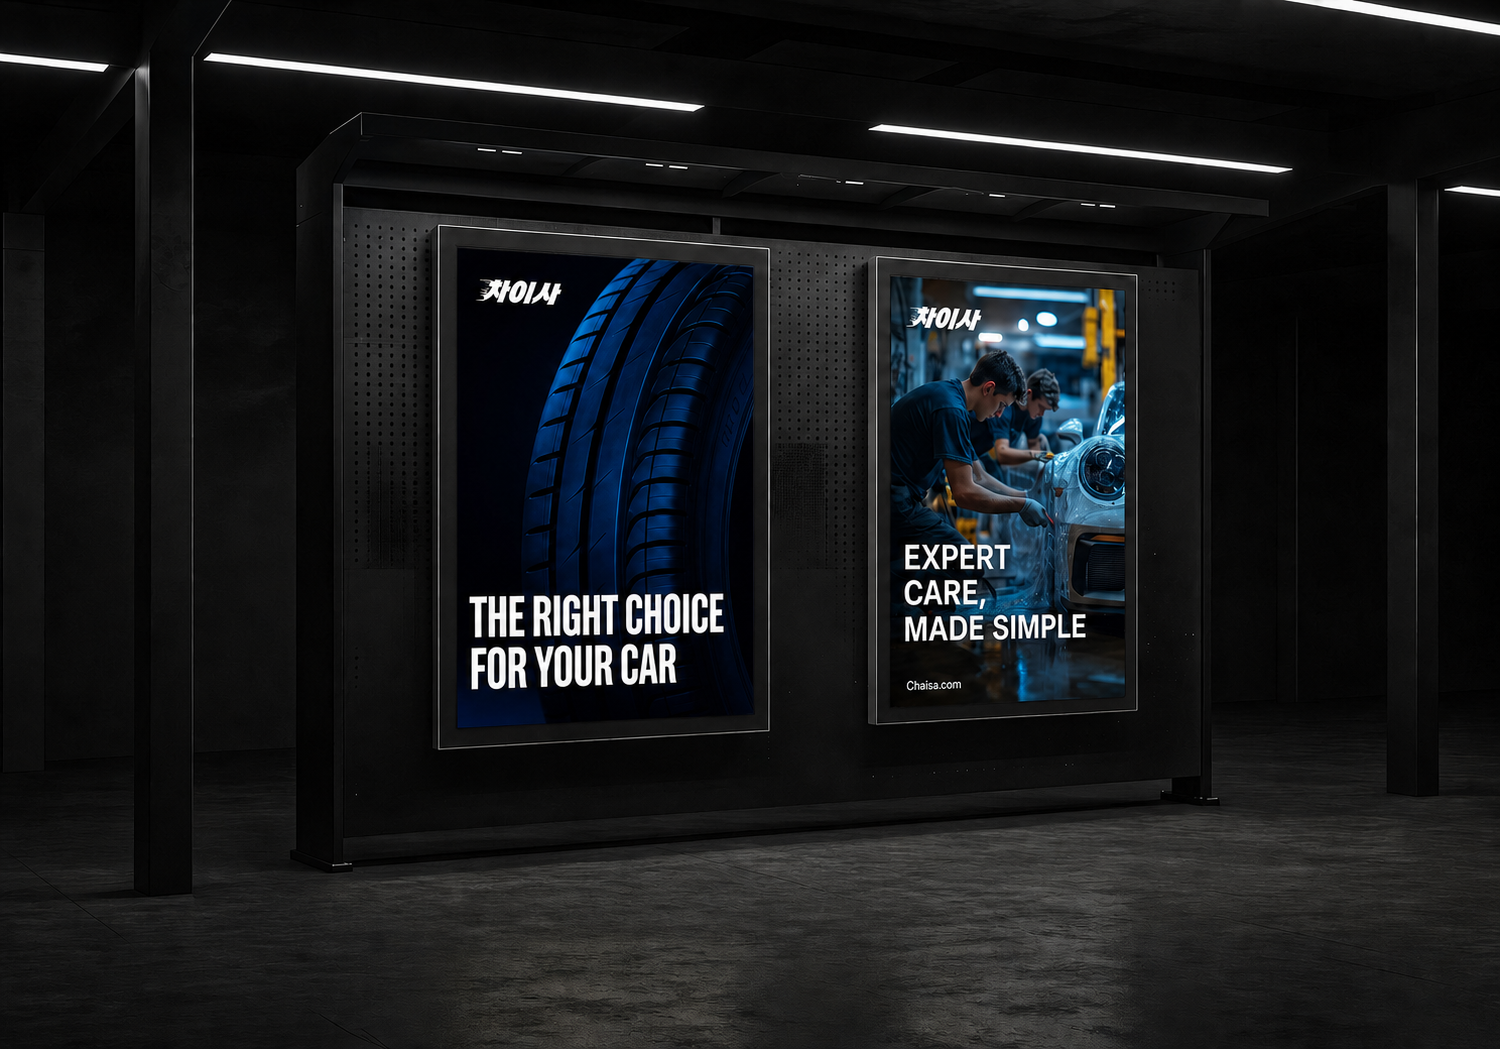 차이사
THE RIGHT CHOICE
FOR YOUR CAR
차이사
EXPERT
CARE,
MADE SIMPLE
Chaisa.com